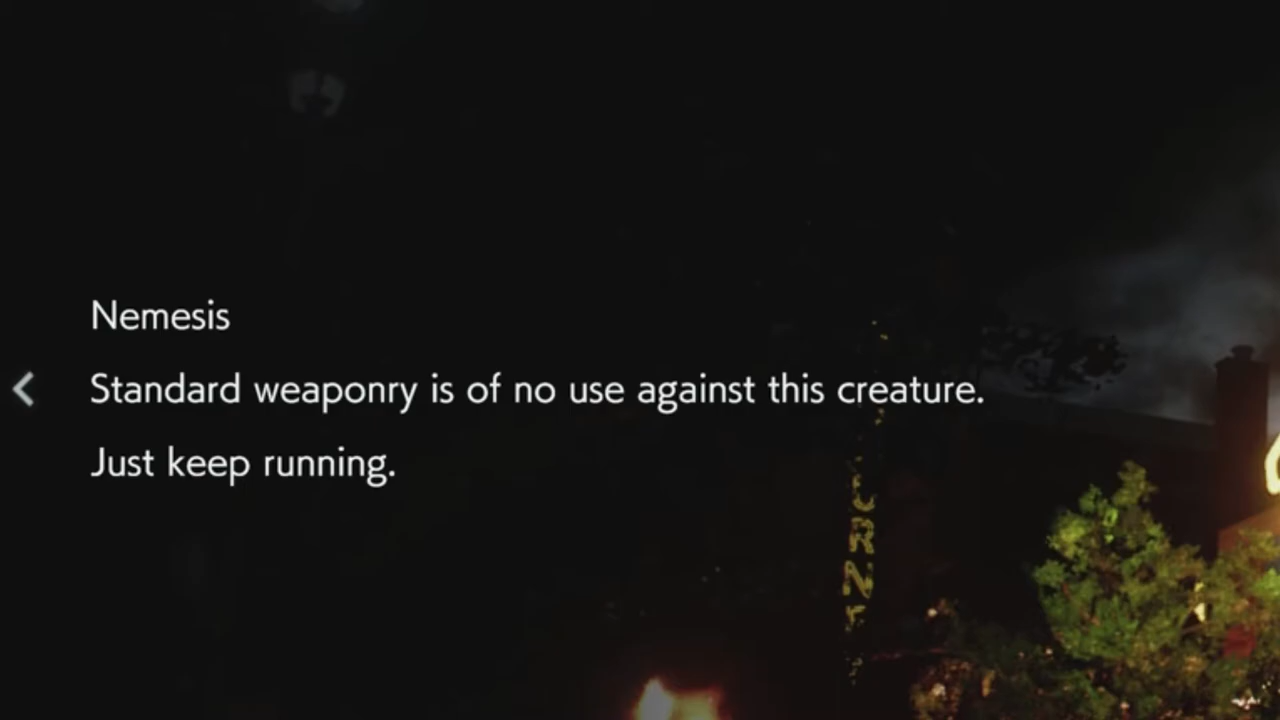 Nemesis
Standard weaponry is of no use against this creature.
Just keep running.